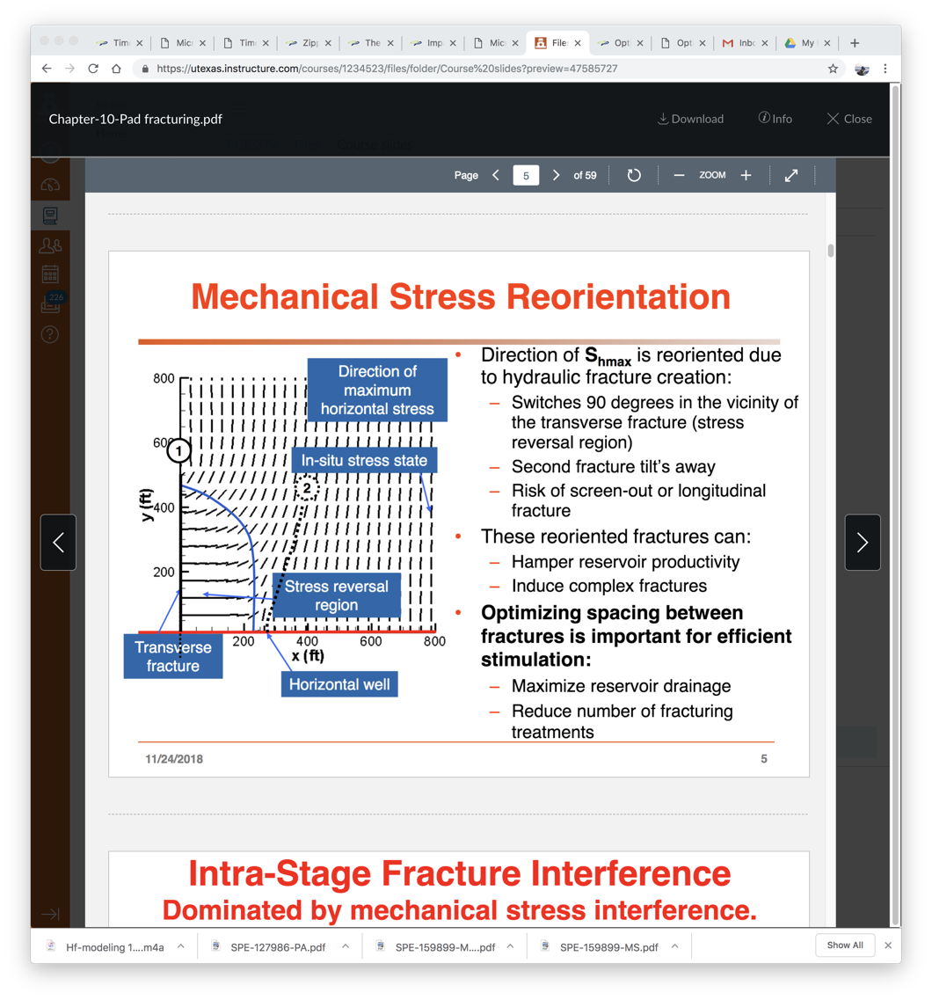 Tim
Micr
Tim
Zipp
The
Imp
Mic
File
Opti
Opti
Inbo
My
https://utexas.instructure.com/courses/1234523/files/folder/Course%20slides?preview=47585727
Chapter-10-Pad fracturing.pdf
Download
Info
Close
Page
5
of 59
ZOOM
226
Mechanical Stress Reorientation
800
600
400
200
y (ft)
1
2
Direction of
maximum
horizontal stress
In-situ stress state
Stress reversal
region
200
400
600
800
x (ft)
Transverse
fracture
Horizontal well
• Direction of Shmax is reoriented due
to hydraulic fracture creation:
– Switches 90 degrees in the vicinity of
the transverse fracture (stress
reversal region)
– Second fracture tilt's away
– Risk of screen-out or longitudinal
fracture
• These reoriented fractures can:
– Hamper reservoir productivity
– Induce complex fractures
• Optimizing spacing between
fractures is important for efficient
stimulation:
– Maximize reservoir drainage
– Reduce number of fracturing
treatments
11/24/2018
5
Intra-Stage Fracture Interference
Dominated by mechanical stress interference.
Hf-modeling 1....m4a
SPE-127986-PA.pdf
SPE-159899-M....pdf
SPE-159899-MS.pdf
Show All